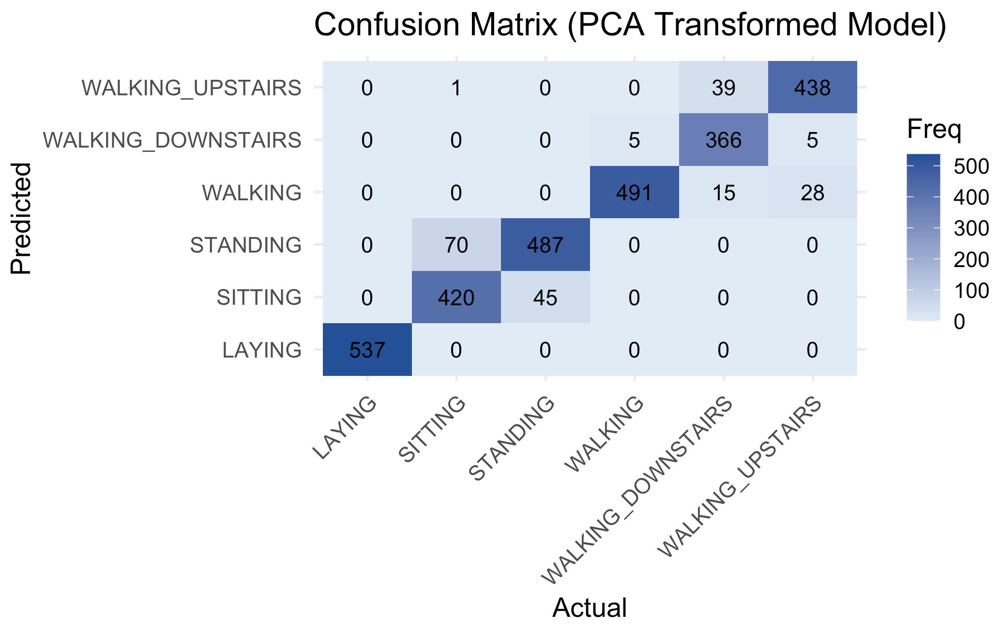 Confusion Matrix (PCA Transformed Model)
Predicted
WALKING_UPSTAIRS 0 1 0 0 39 438
WALKING_DOWNSTAIRS 0 0 0 5 366 5
WALKING 0 0 0 491 15 28
STANDING 0 70 487 0 0 0
SITTING 0 420 45 0 0 0
LAYING 537 0 0 0 0 0
LAYING
SITTING
STANDING
WALKING
WALKING_DOWNSTAIRS
WALKING_UPSTAIRS
Actual
Freq
500
400
300
200
100
0